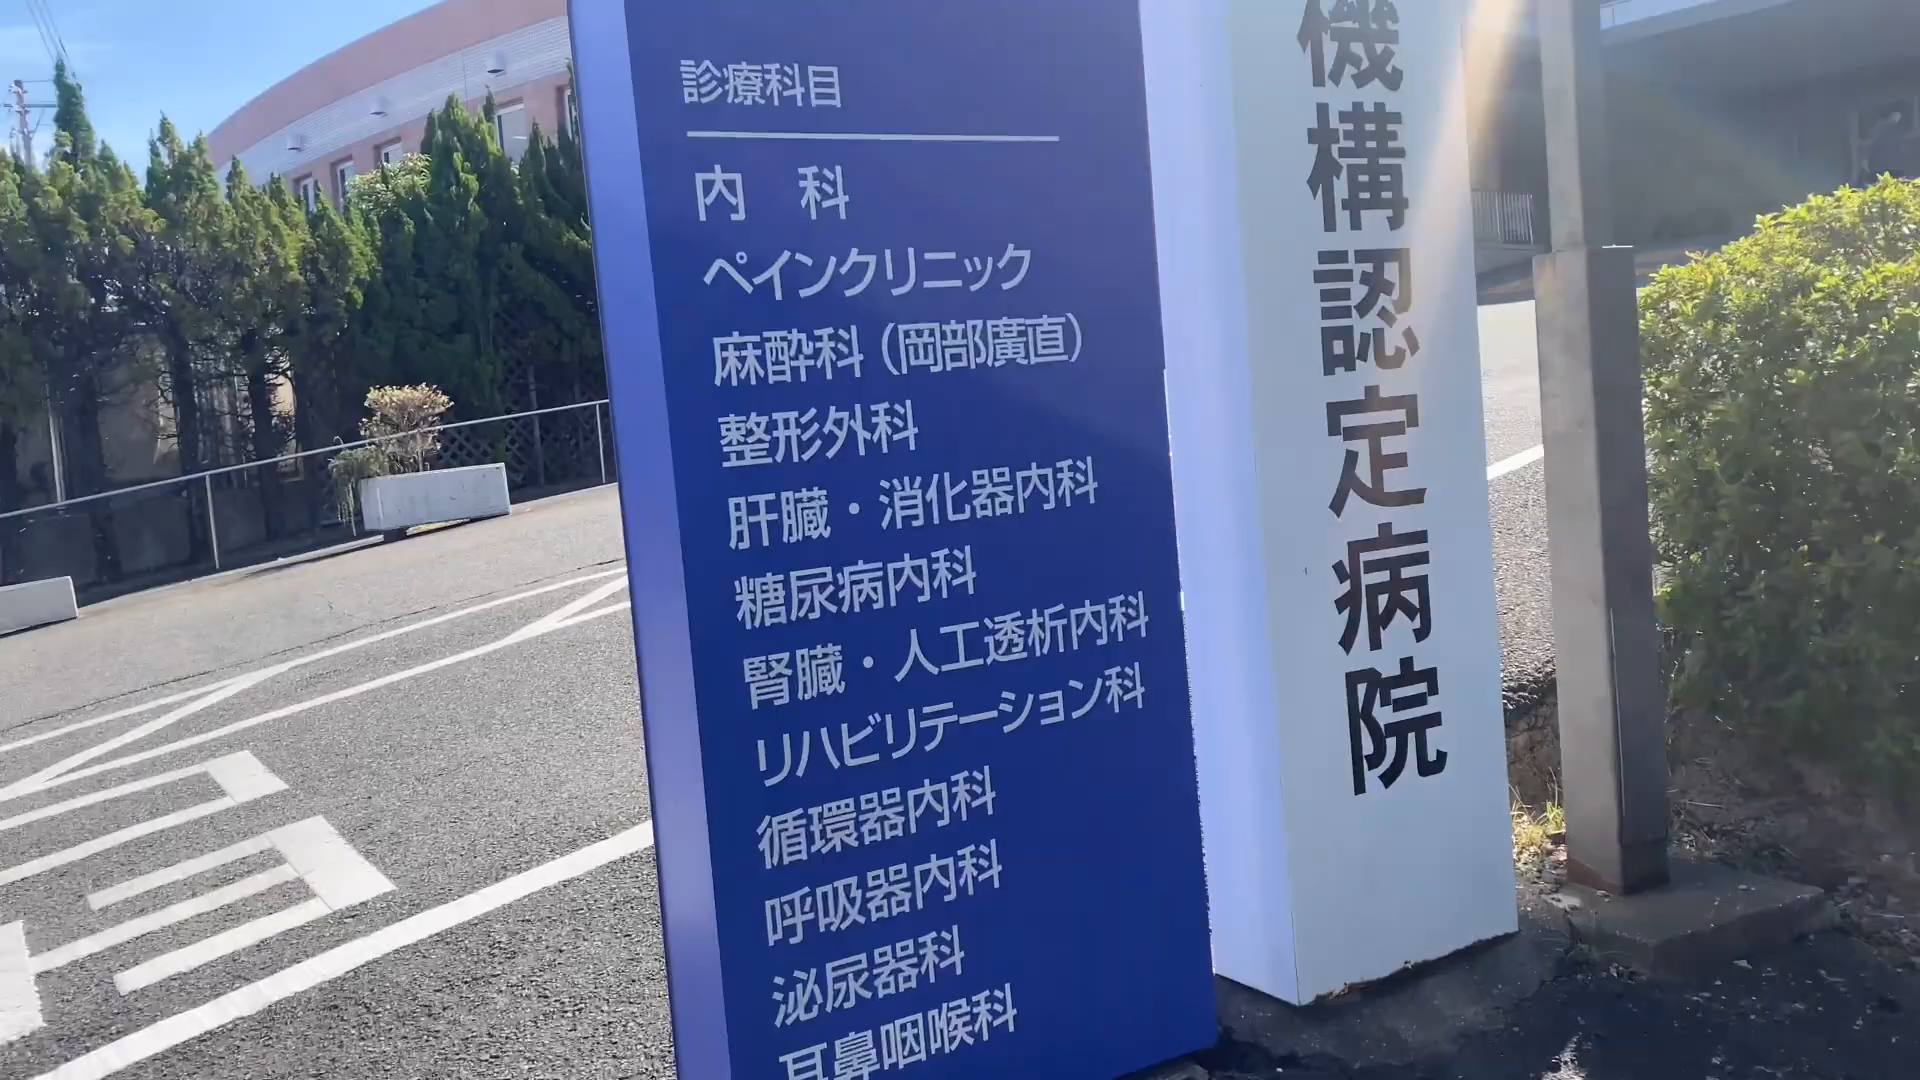 診療科目
内 科
ペインクリニック
麻酔科(岡部廣直)
整形外科
肝臓・消化器内科
糖尿病内科
腎臓・人工透析内科
リハビリテーション科
循環器内科
呼吸器内科
泌尿器科
耳鼻咽喉科
機構認定病院